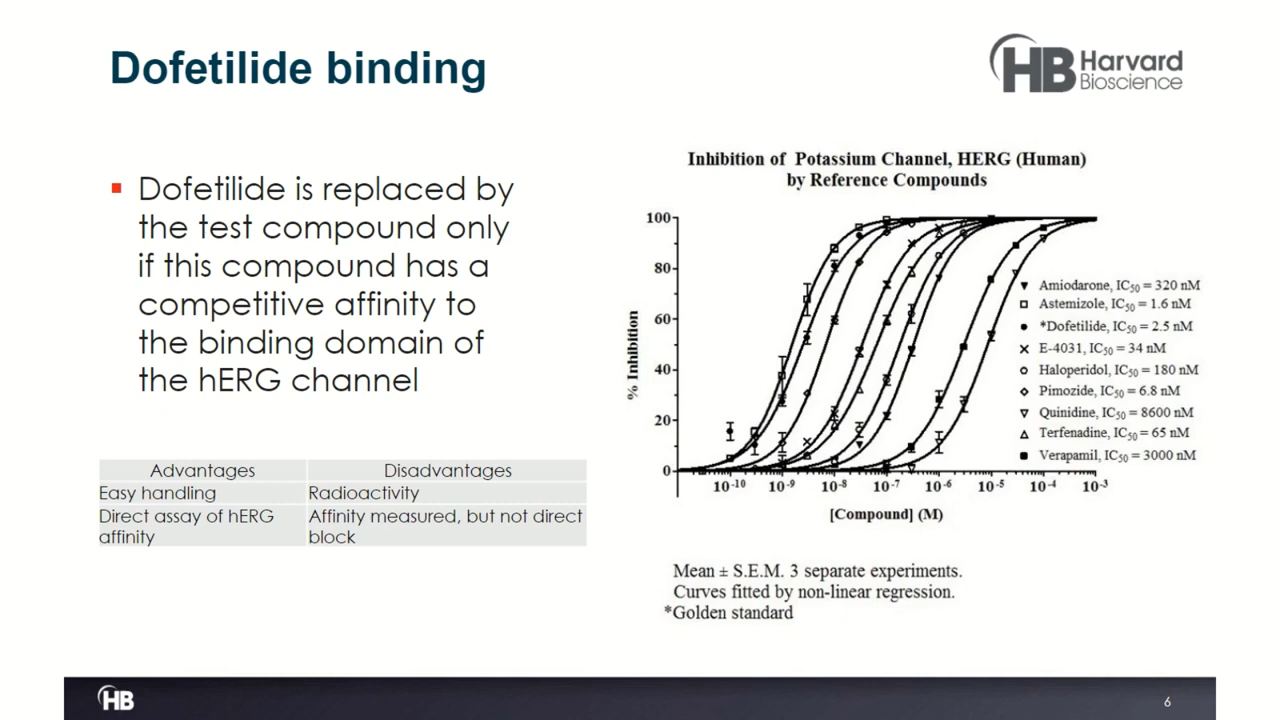 Dofetilide binding
HB Harvard
Bioscience
▪ Dofetilide is replaced by
the test compound only
if this compound has a
competitive affinity to
the binding domain of
the hERG channel
Advantages Disadvantages
Easy handling Radioactivity
Direct assay of hERG Affinity measured, but not direct
affinity block
Inhibition of Potassium Channel, HERG (Human)
by Reference Compounds
% Inhibition
100
80
60
40
20
0
10-10 10-9 10-8 10-7 10-6 10-5 10-4 10-3
[Compound] (M)
Amiodarone, IC50 = 320 nM
Astemizole, IC50 = 1.6 nM
*Dofetilide, IC50 = 2.5 nM
E-4031, IC50 = 34 nM
Haloperidol, IC50 = 180 nM
Pimozide, IC50 = 6.8 nM
Quinidine, IC50 = 8600 nM
Terfenadine, IC50 = 65 nM
Verapamil, IC50 = 3000 nM
Mean ± S.E.M. 3 separate experiments.
Curves fitted by non-linear regression.
*Golden standard
HB
6